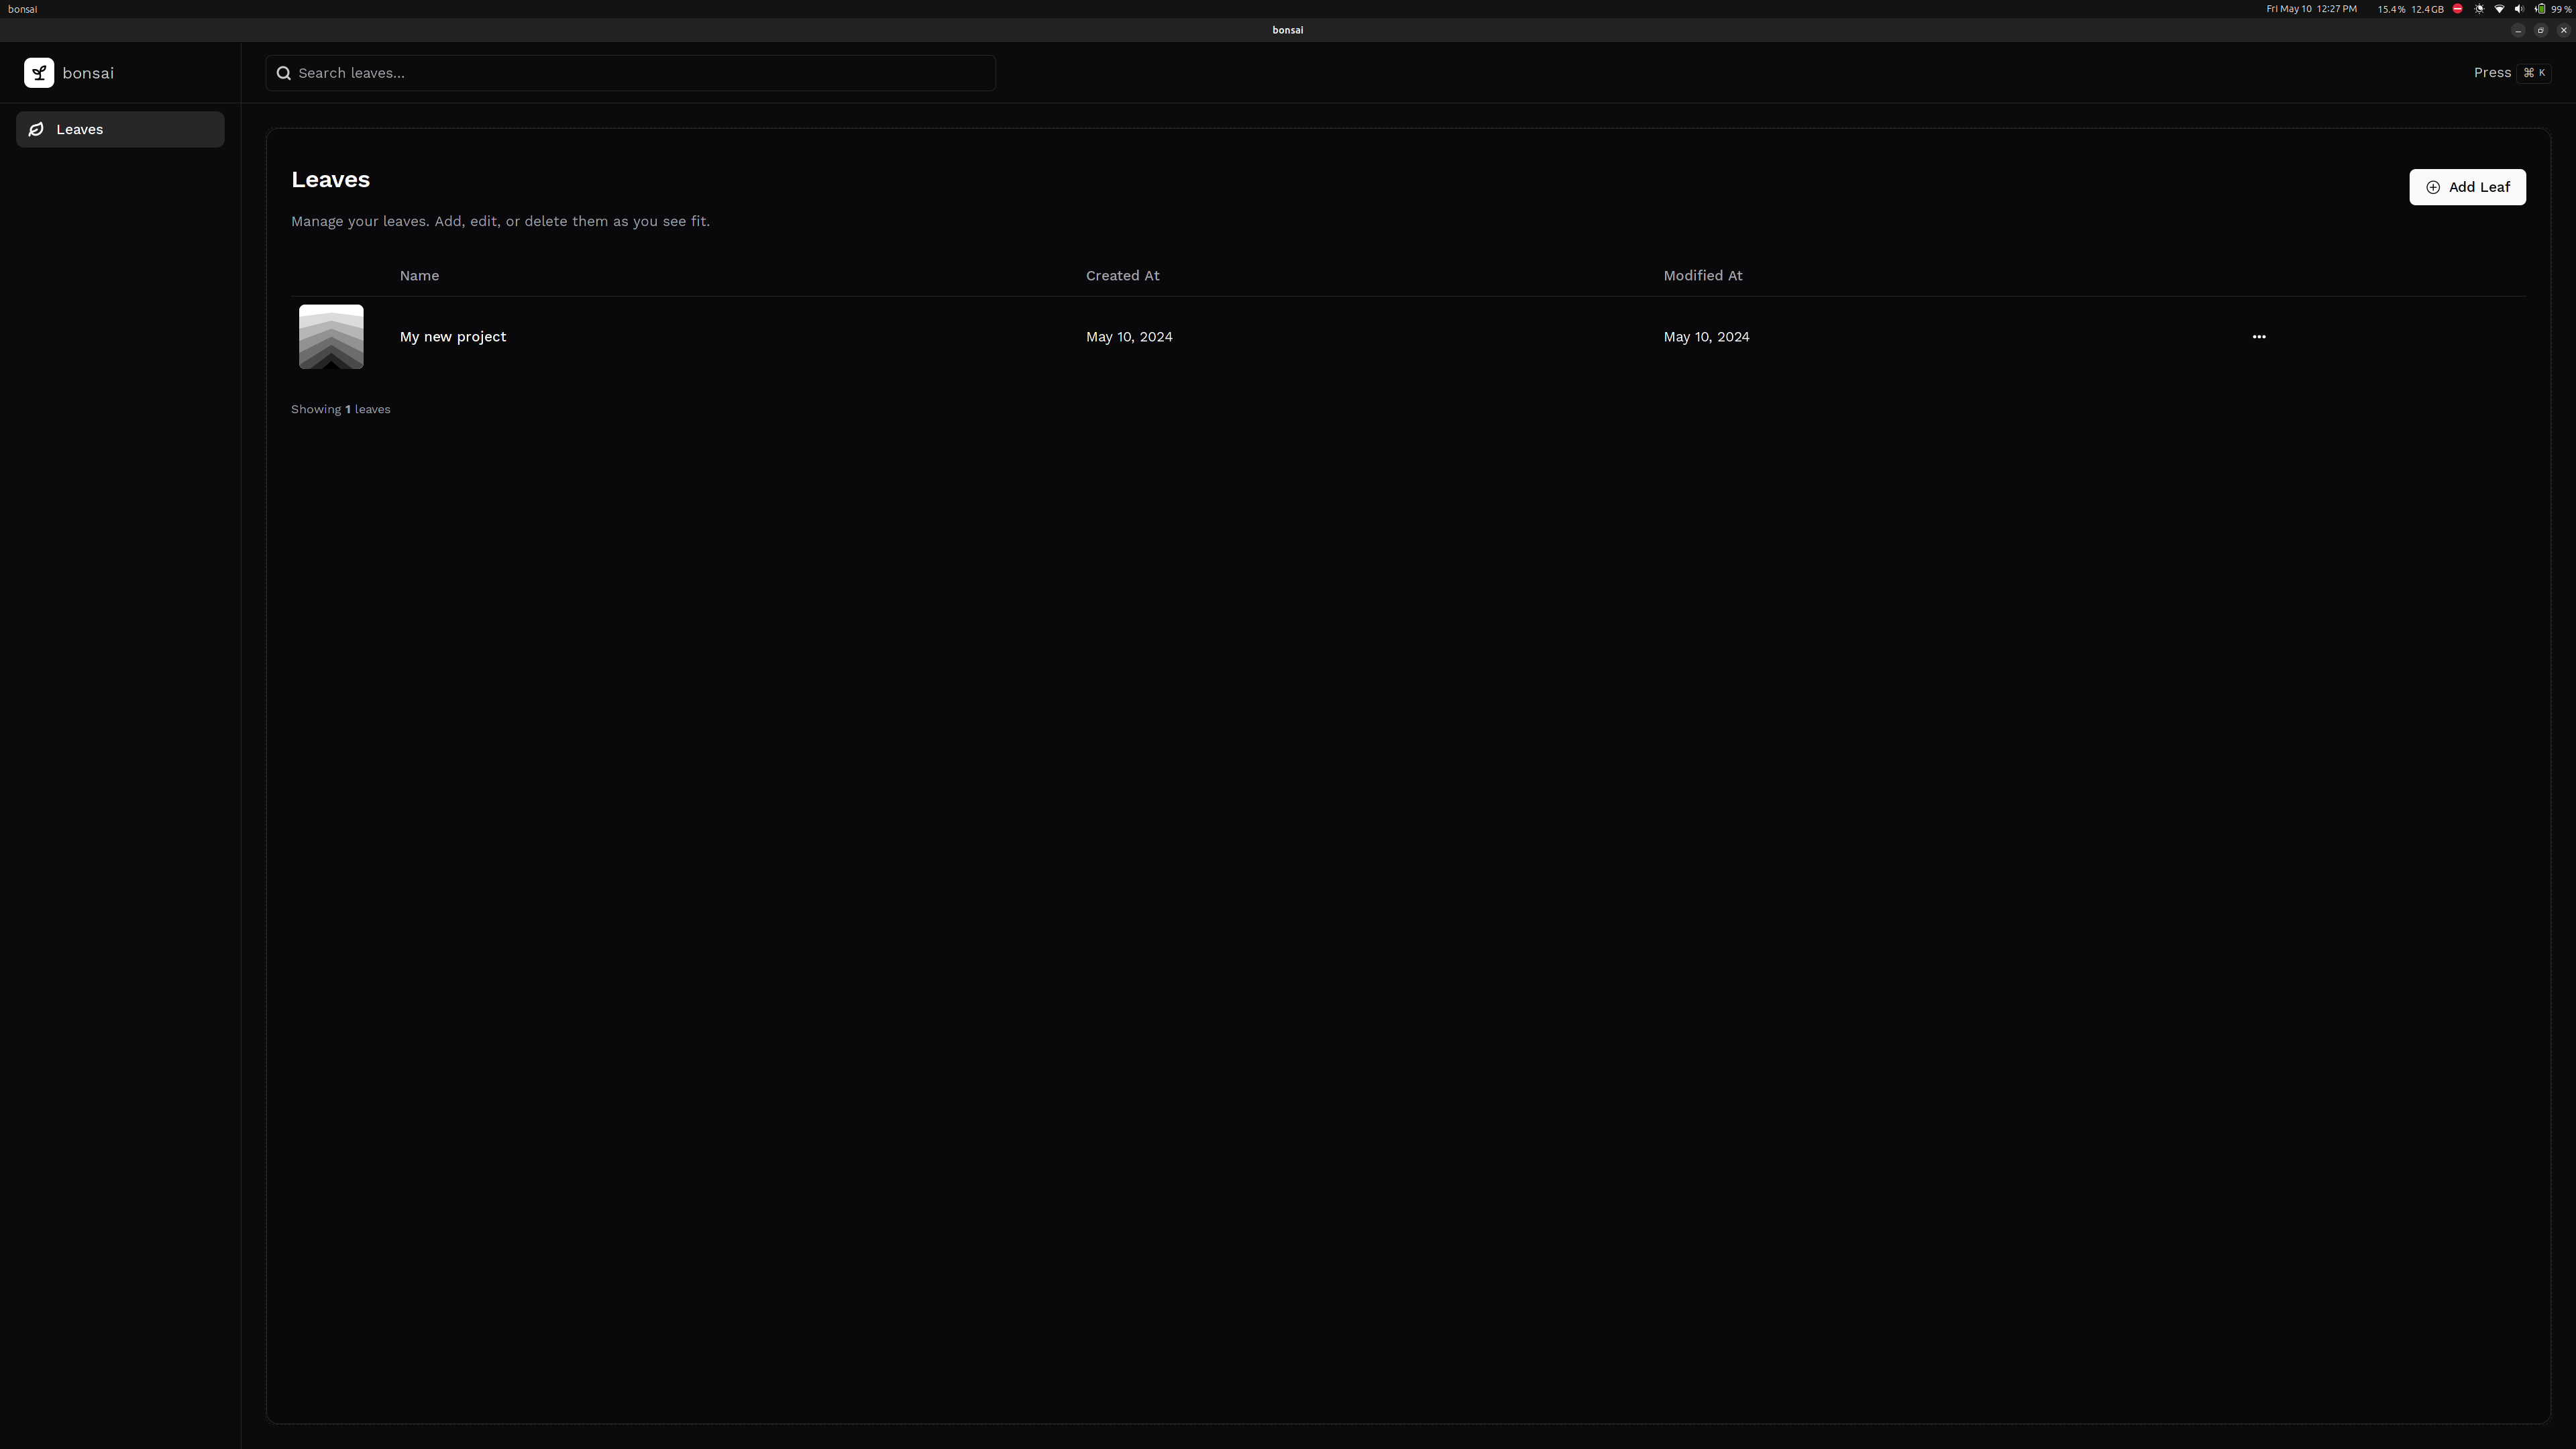 bonsai
Fri May 10 12:27 PM
15.4 % 12.4 GB
99 %
bonsai
bonsai
Search leaves...
Press ⌘ K
Leaves
Leaves
Add Leaf
Manage your leaves. Add, edit, or delete them as you see fit.
Name Created At Modified At
My new project May 10, 2024 May 10, 2024
Showing 1 leaves